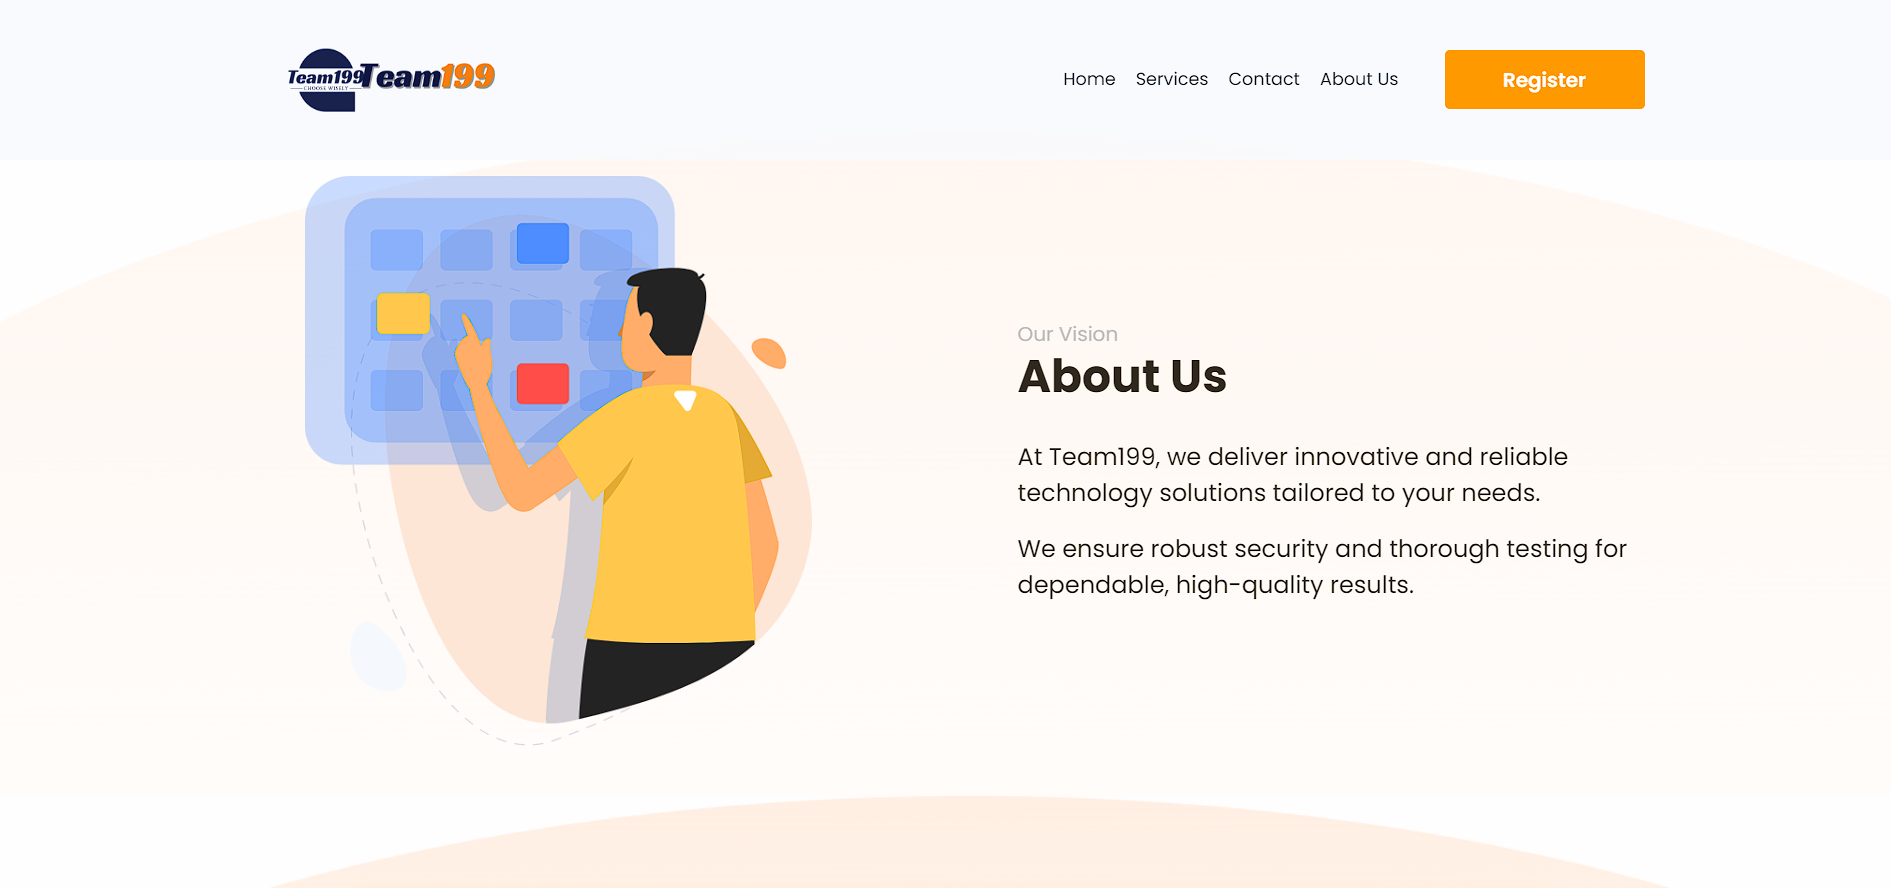 Team199
CHOOSE WISELY
Team199
Home Services Contact About Us Register
Our Vision
About Us
At Team199, we deliver innovative and reliable
technology solutions tailored to your needs.
We ensure robust security and thorough testing for
dependable, high-quality results.